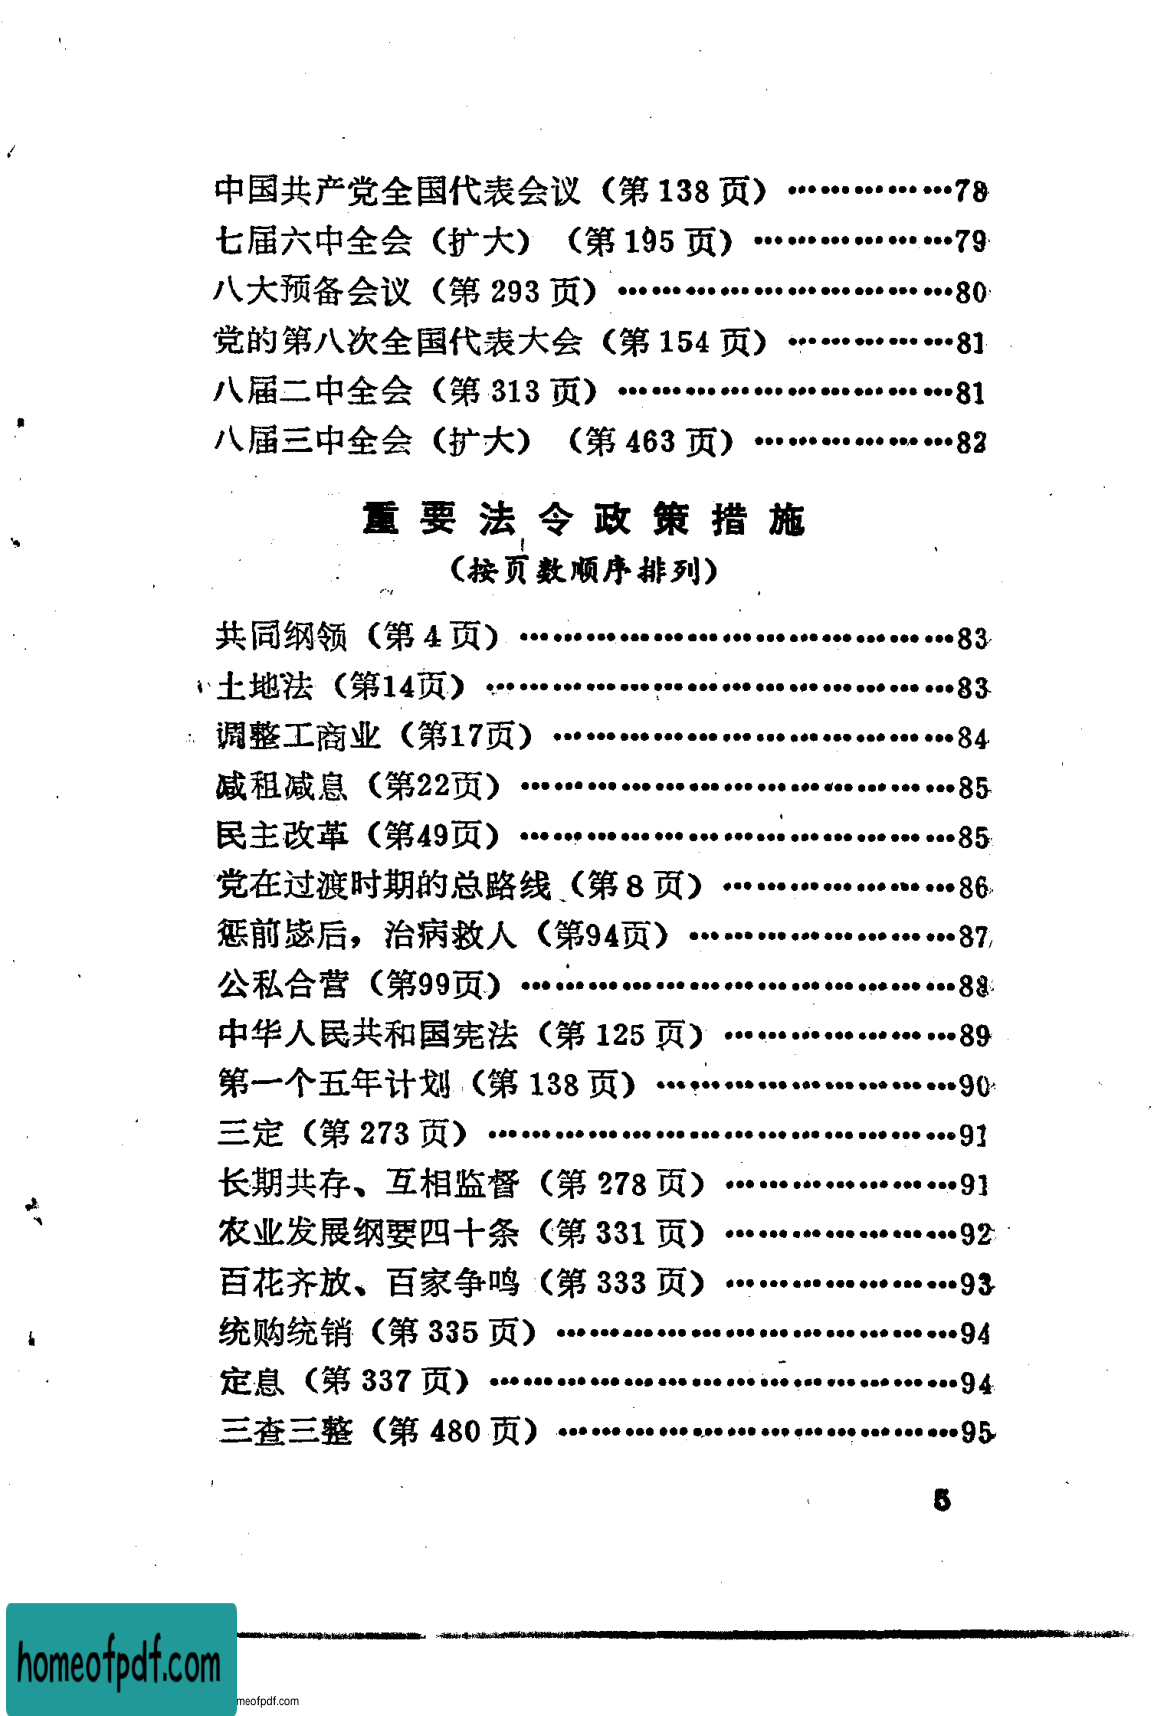 中国共产党全国代表会议（第 138 页）………………78
七届六中全会（扩大）（第 195 页）………………79
八大预备会议（第 293 页）………………………80
党的第八次全国代表大会（第 154 页）……………81
八届二中全会（第 313 页）………………………81
八届三中全会（扩大）（第 463 页）………………82
重要法令政策措施
（按页数顺序排列）
共同纲领（第 4 页）………………………………83
土地法（第14页）…………………………………83
调整工商业（第17页）……………………………84
减租减息（第22页）………………………………85
民主改革（第49页）………………………………85
党在过渡时期的总路线（第 8 页）………………86
惩前毖后，治病救人（第94页）…………………87
公私合营（第99页）………………………………88
中华人民共和国宪法（第 125 页）………………89
第一个五年计划（第 138 页）……………………90
三定（第 273 页）…………………………………91
长期共存、互相监督（第 278 页）………………91
农业发展纲要四十条（第 331 页）………………92
百花齐放、百家争鸣（第 333 页）………………93
统购统销（第 335 页）……………………………94
定息（第 337 页）…………………………………94
三查三整（第 480 页）……………………………95
5
homeofpdf.com
meofpdf.com